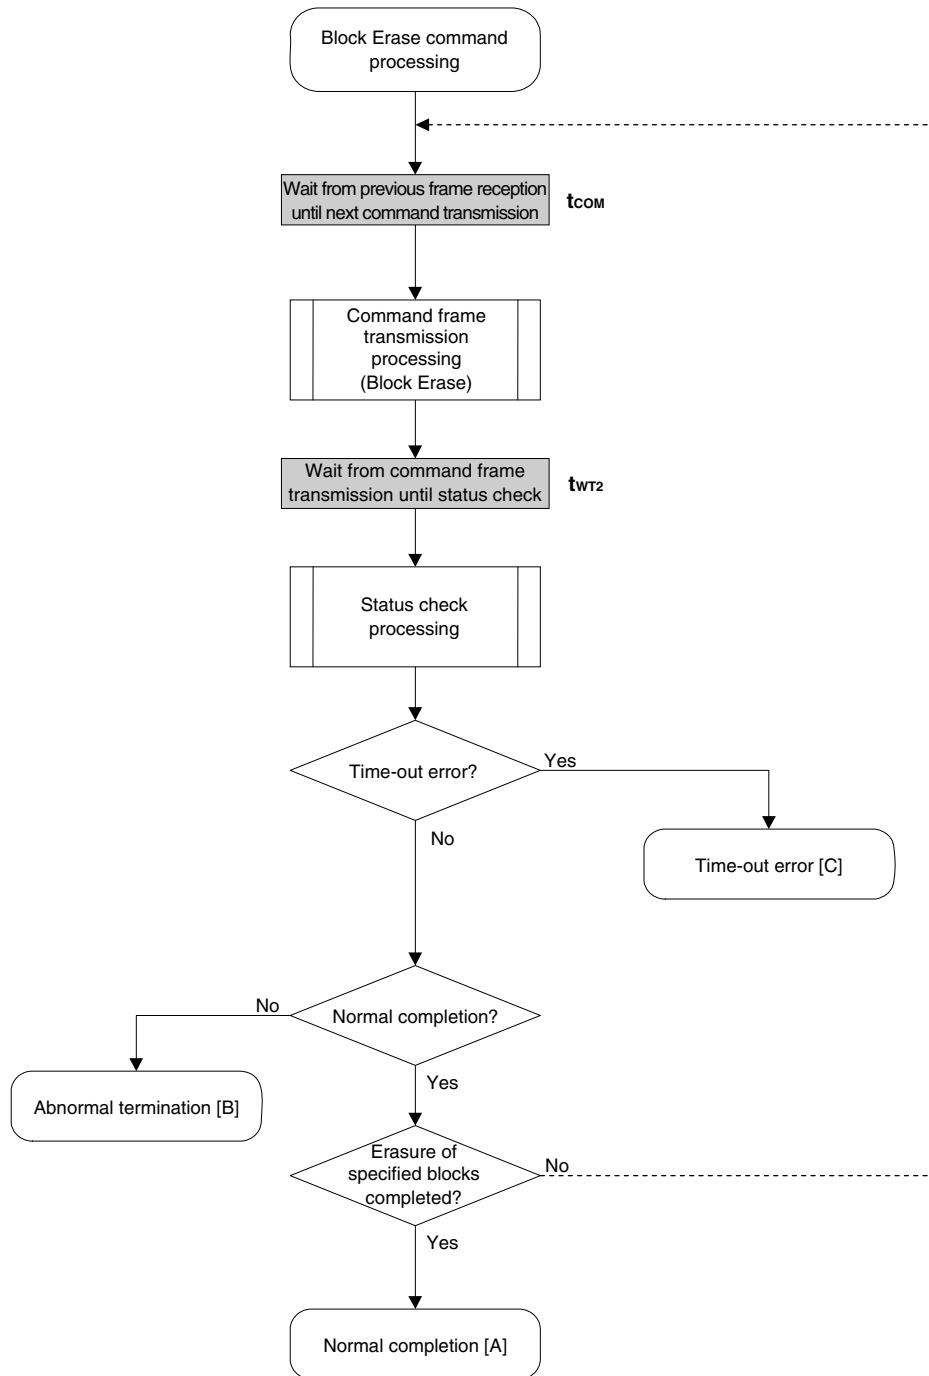 Block Erase command
processing
Wait from previous frame reception
until next command transmission
tCOM
Command frame
transmission
processing
(Block Erase)
Wait from command frame
transmission until status check
tWT2
Status check
processing
Time-out error?
Yes
No
Time-out error [C]
Normal completion?
No
Yes
Abnormal termination [B]
Erasure of
specified blocks
completed?
No
Yes
Normal completion [A]